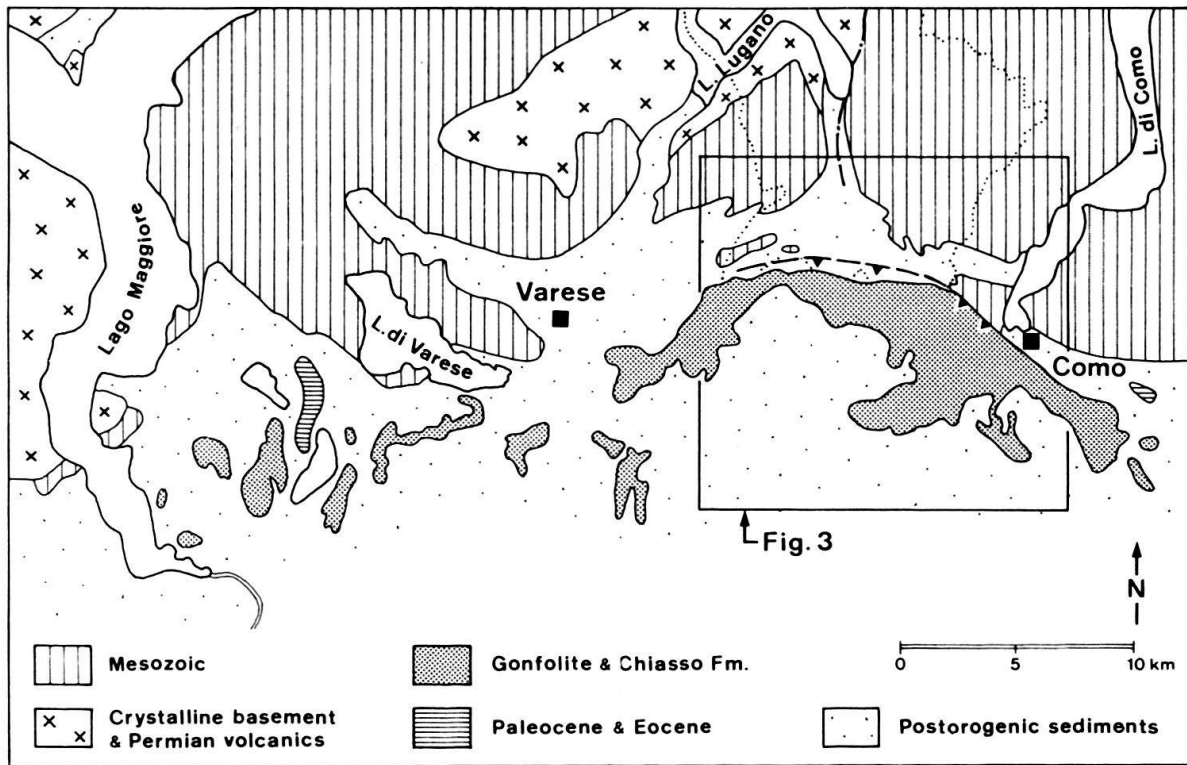 L. Lugano
L. di Como
Lago Maggiore
Varese
L. di Varese
Como
Fig. 3
N
Mesozoic
Gonfolite & Chiasso Fm.
0 5 10 km
Crystalline basement
& Permian volcanics
Paleocene & Eocene
Postorogenic sediments